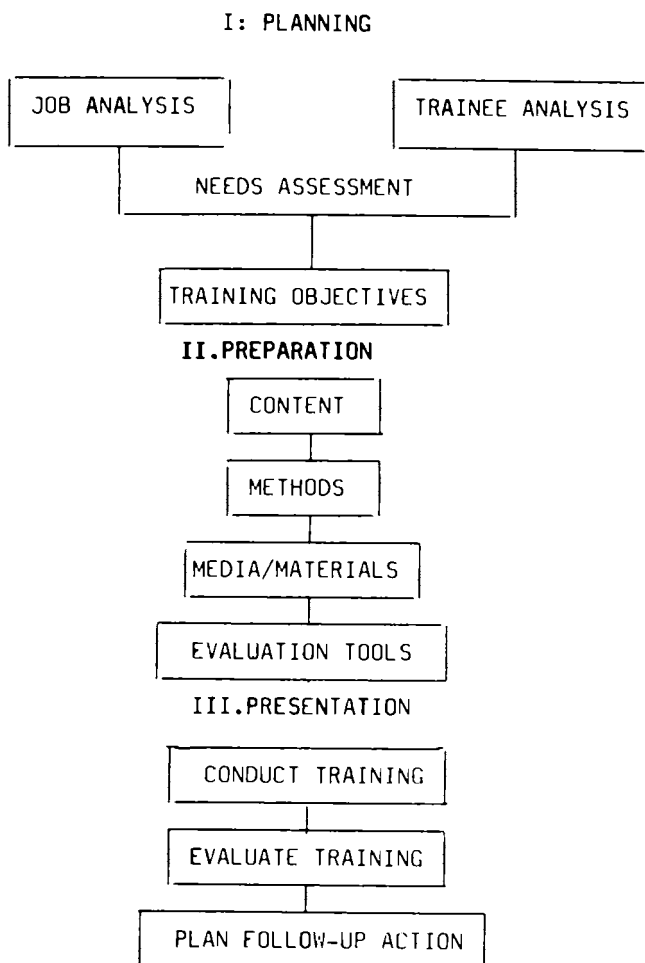 I: PLANNING
JOB ANALYSIS
TRAINEE ANALYSIS
NEEDS ASSESSMENT
TRAINING OBJECTIVES
II.PREPARATION
CONTENT
METHODS
MEDIA/MATERIALS
EVALUATION TOOLS
III.PRESENTATION
CONDUCT TRAINING
EVALUATE TRAINING
PLAN FOLLOW-UP ACTION